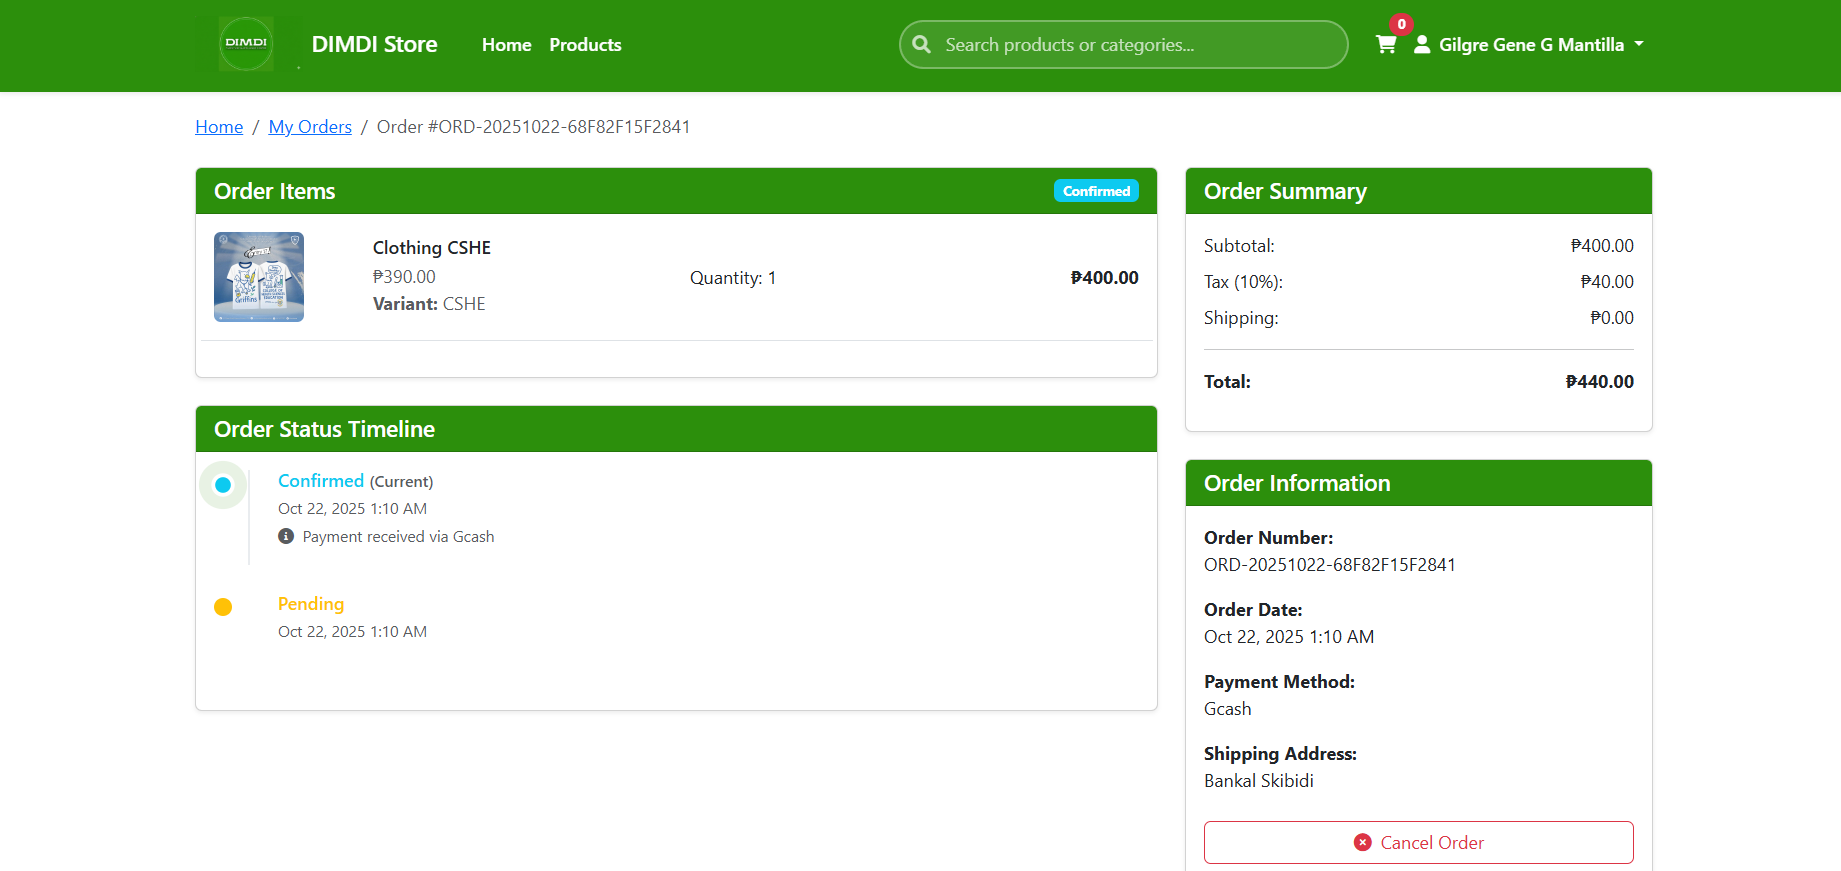 DIMDI
DIMDI Store
Home
Products
Search products or categories...
0
Gilgre Gene G Mantilla
Home / My Orders / Order #ORD-20251022-68F82F15F2841
Order Items
Confirmed
Clothing CSHE
₱390.00
Variant: CSHE
Quantity: 1
₱400.00
Order Status Timeline
Confirmed (Current)
Oct 22, 2025 1:10 AM
Payment received via Gcash
Pending
Oct 22, 2025 1:10 AM
Order Summary
Subtotal: ₱400.00
Tax (10%): ₱40.00
Shipping: ₱0.00
Total: ₱440.00
Order Information
Order Number:
ORD-20251022-68F82F15F2841
Order Date:
Oct 22, 2025 1:10 AM
Payment Method:
Gcash
Shipping Address:
Bankal Skibidi
Cancel Order